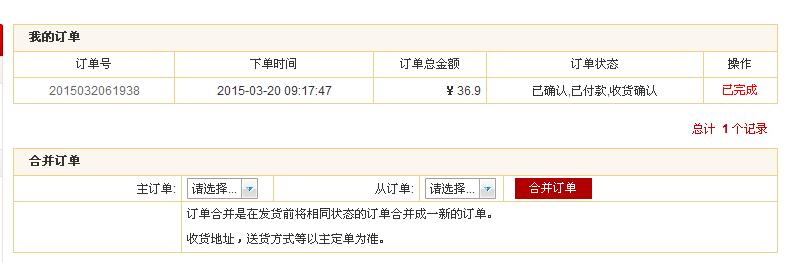 我的订单
订单号 下单时间 订单总金额 订单状态 操作
2015032061938 2015-03-20 09:17:47 ¥ 36.9 已确认,已付款,收货确认 已完成
总计 1 个记录
合并订单
主订单: 请选择... 从订单: 请选择... 合并订单
订单合并是在发货前将相同状态的订单合并成一新的订单。
收货地址，送货方式等以主定单为准。